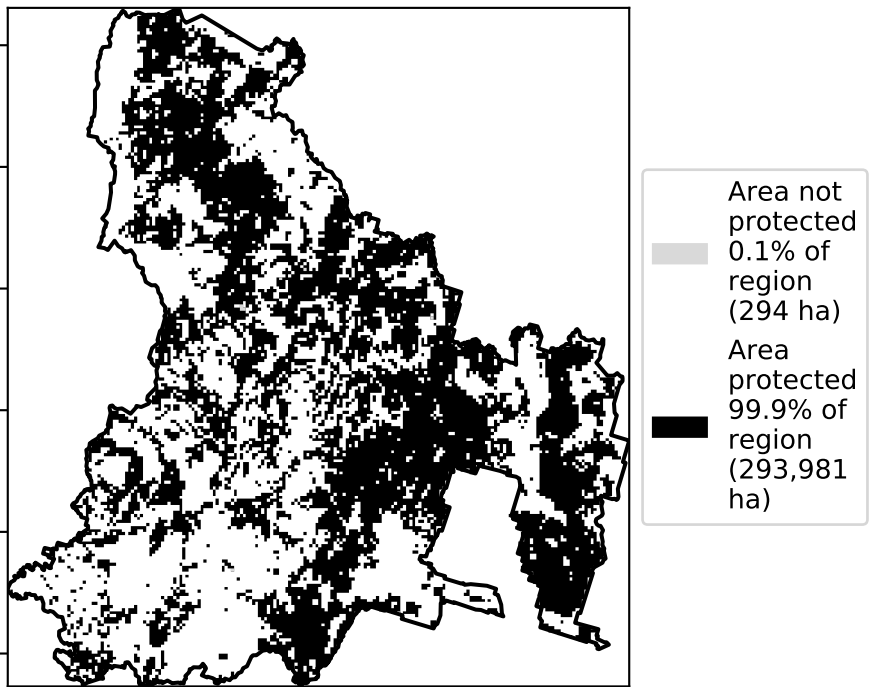 Area not
protected
0.1% of
region
(294 ha)
Area
protected
99.9% of
region
(293,981
ha)